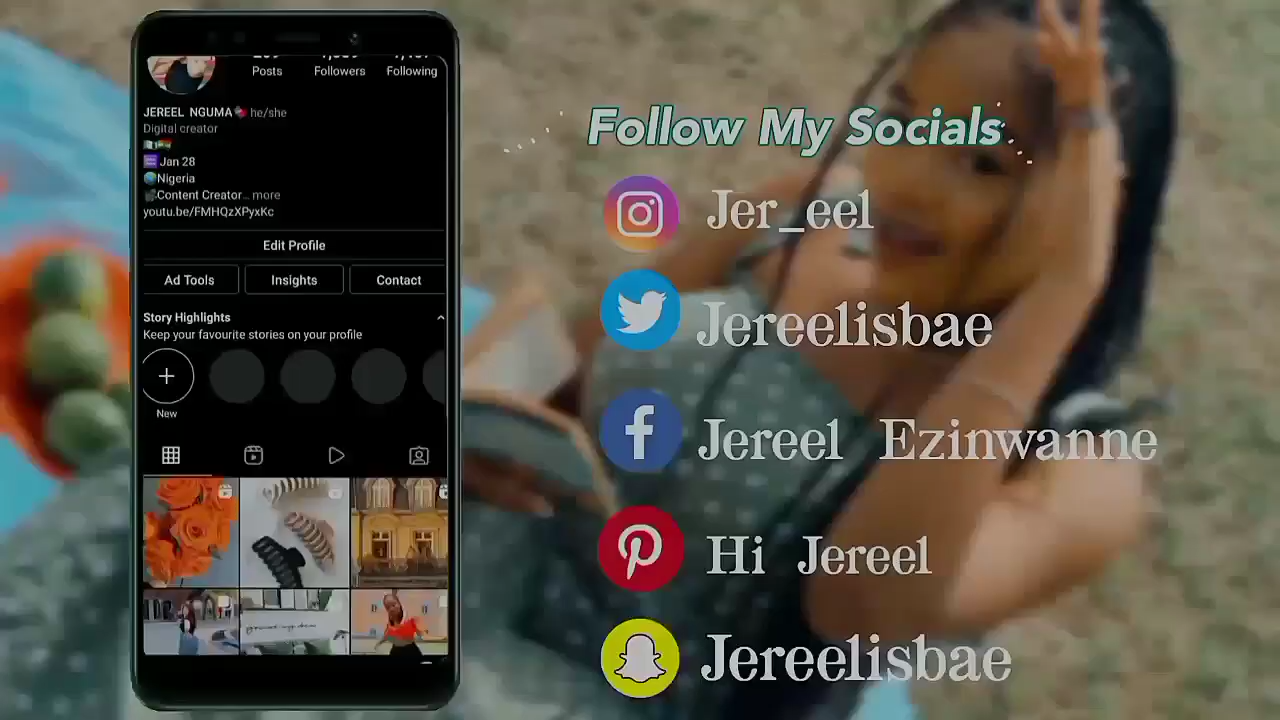 Posts Followers Following
JEREEL NGUMA he/she
Digital creator
Jan 28
Nigeria
Content Creator... more
youtu.be/FMHQzXPyxKc
Edit Profile
Ad Tools Insights Contact
Story Highlights
Keep your favourite stories on your profile
New
Follow My Socials
Jer_eel
Jereelisbae
Jereel Ezinwanne
Hi Jereel
Jereelisbae